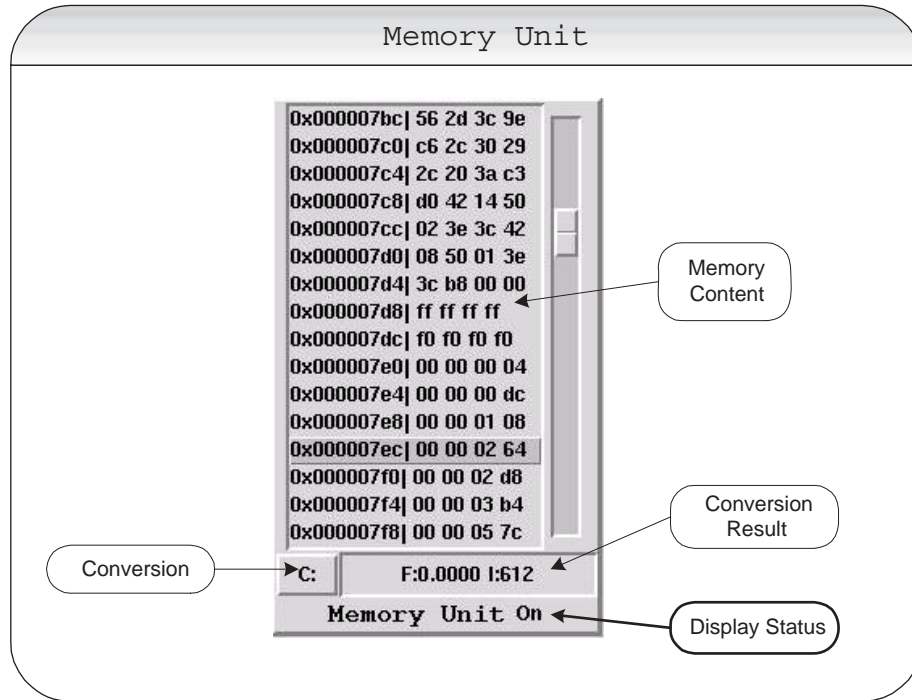 Memory Unit
0x000007bc| 56 2d 3c 9e
0x000007c0| c6 2c 30 29
0x000007c4| 2c 20 3a c3
0x000007c8| d0 42 14 50
0x000007cc| 02 3e 3c 42
0x000007d0| 08 50 01 3e
0x000007d4| 3c b8 00 00
0x000007d8| ff ff ff ff
0x000007dc| f0 f0 f0 f0
0x000007e0| 00 00 00 04
0x000007e4| 00 00 00 dc
0x000007e8| 00 00 01 08
0x000007ec| 00 00 02 64
0x000007f0| 00 00 02 d8
0x000007f4| 00 00 03 b4
0x000007f8| 00 00 05 7c
Memory
Content
Conversion
Result
Conversion
C:
F:0.0000 I:612
Memory Unit On
Display Status